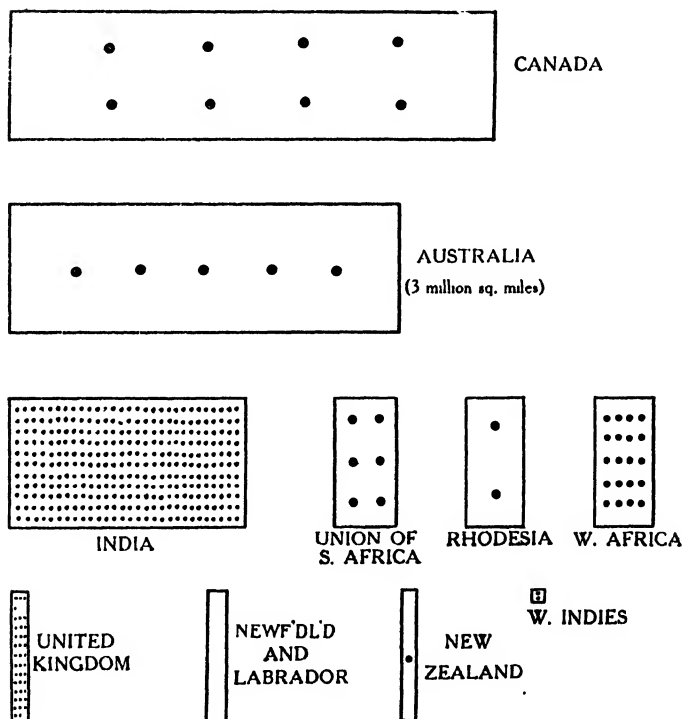 CANADA
AUSTRALIA
(3 million sq. miles)
INDIA
UNION OF
S. AFRICA
RHODESIA
W. AFRICA
UNITED
KINGDOM
NEWF'DL'D
AND
LABRADOR
NEW
ZEALAND
W. INDIES